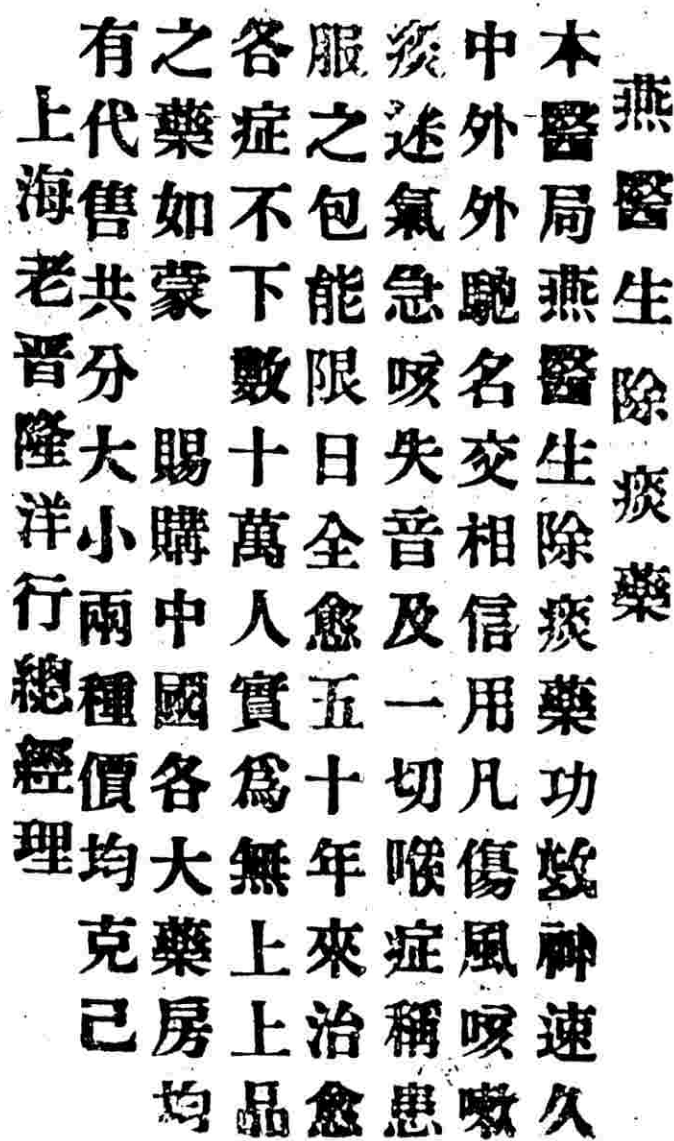 燕醫生除痰藥
本醫局燕醫生除痰藥功效神速久
中外外馳名交相信用凡傷風咳嗽
痰迷氣急咳失音及一切喉症稱患
服之包能限日全愈五十年來治愈
各症不下數十萬人實為無上上品
之藥如蒙　賜購中國各大藥房均
有代售共分大小兩種價均克己
上海老晋隆洋行總經理